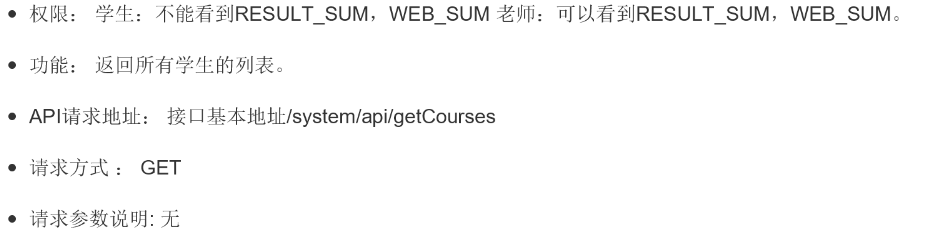 权限： 学生：不能看到RESULT_SUM，WEB_SUM 老师：可以看到RESULT_SUM，WEB_SUM。
功能： 返回所有学生的列表。
API请求地址： 接口基本地址/system/api/getCourses
请求方式 ： GET
请求参数说明: 无